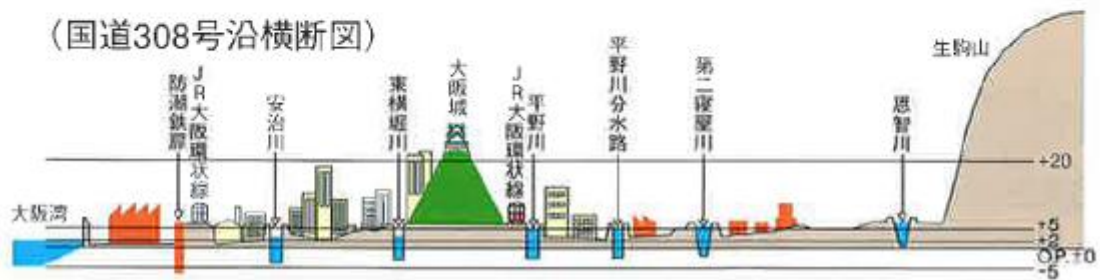 (国道308号沿横断図)
生駒山
防潮鉄扉
JR大阪環状線
安治川
東横堀川
大阪城
JR大阪環状線
平野川
平野川分水路
第二寝屋川
恩智川
大阪湾
+20
+5
OP.±0
-5